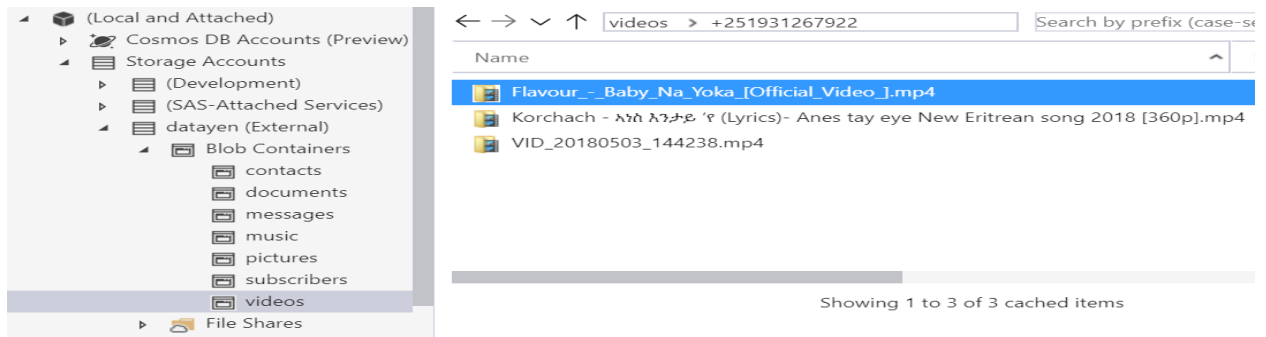 (Local and Attached)
Cosmos DB Accounts (Preview)
Storage Accounts
(Development)
(SAS-Attached Services)
datayen (External)
Blob Containers
contacts
documents
messages
music
pictures
subscribers
videos
File Shares
videos > +251931267922
Search by prefix (case-se
Name
Flavour_-_Baby_Na_Yoka_[Official_Video_].mp4
Korchach - ኣነስ እንታይ ’የ (Lyrics)- Anes tay eye New Eritrean song 2018 [360p].mp4
VID_20180503_144238.mp4
Showing 1 to 3 of 3 cached items